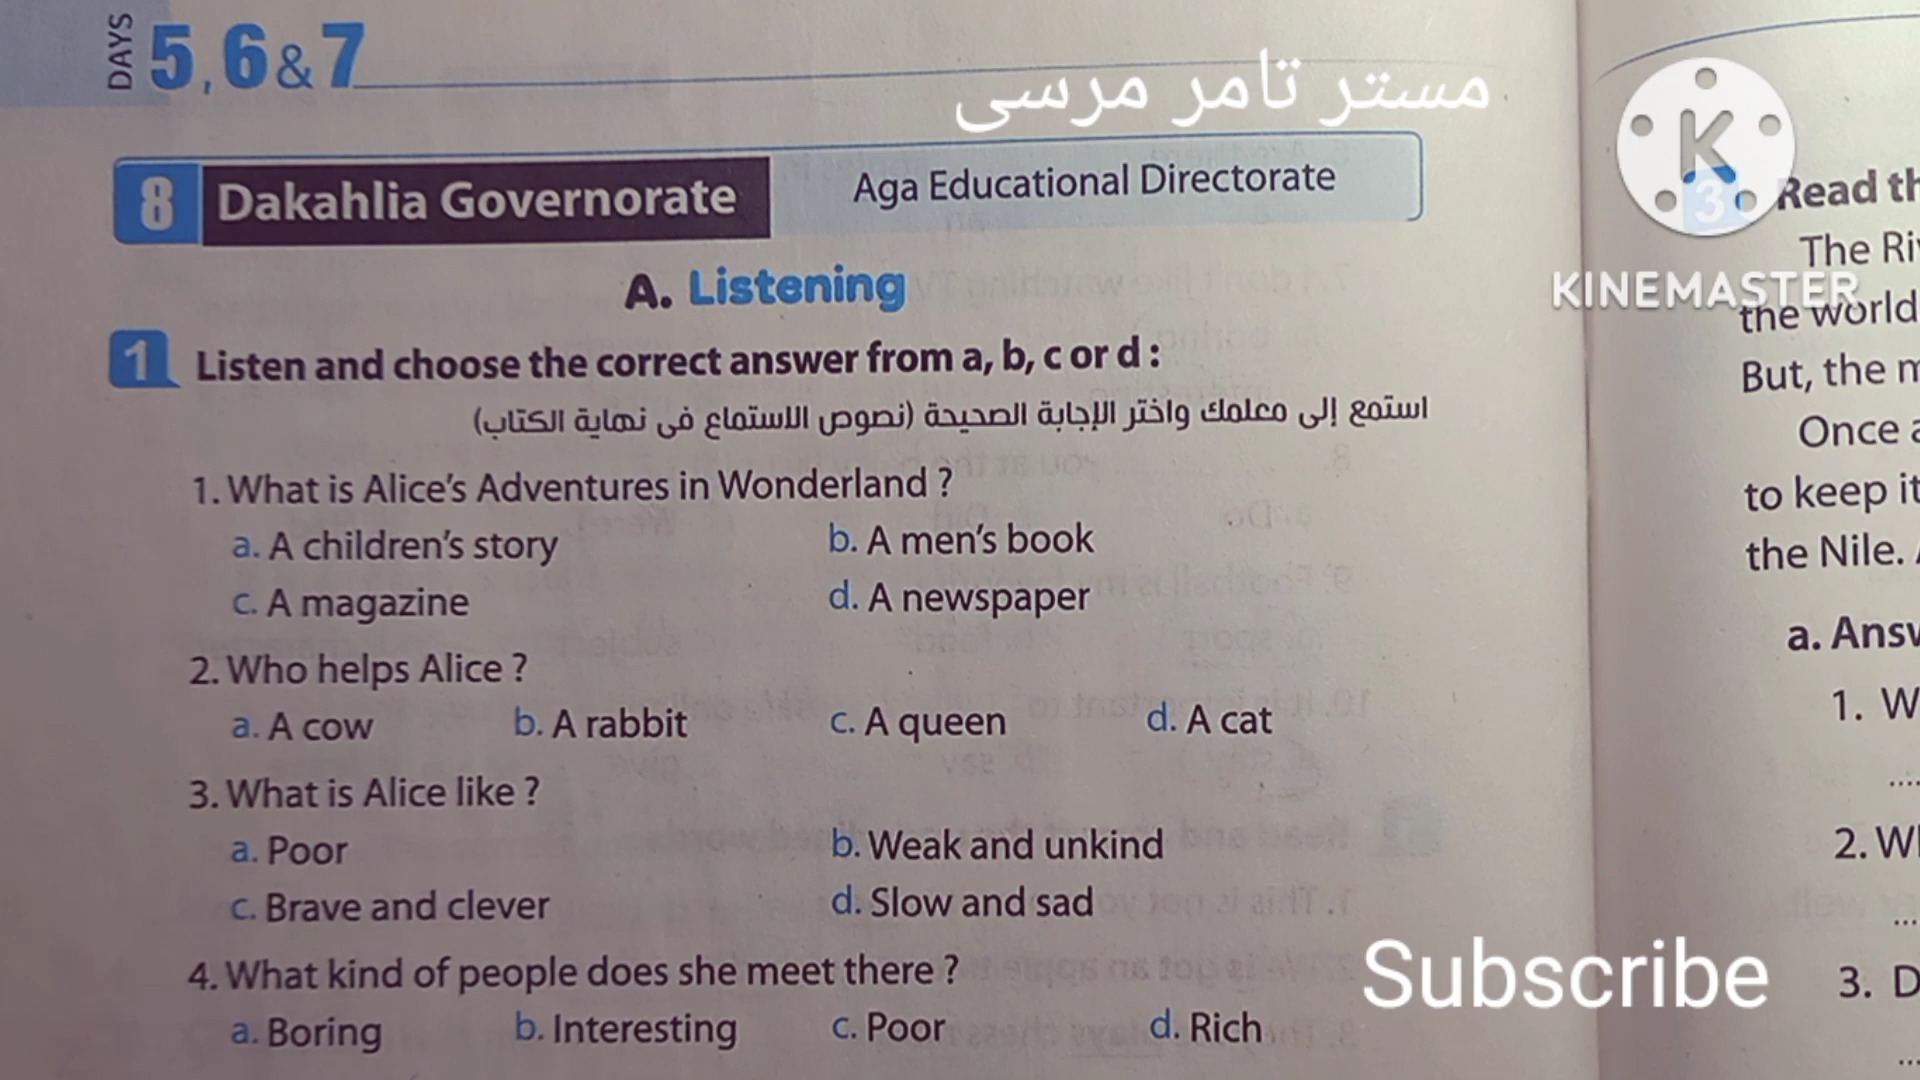 DAYS 5, 6 & 7
مستر تامر مرسى
8 Dakahlia Governorate
Aga Educational Directorate
A. Listening
1 Listen and choose the correct answer from a, b, c or d :
استمع إلى معلمك واختر الإجابة الصحيحة (نصوص الاستماع فى نهاية الكتاب)
1. What is Alice's Adventures in Wonderland ?
a. A children's story b. A men's book
c. A magazine d. A newspaper
2. Who helps Alice ?
a. A cow b. A rabbit c. A queen d. A cat
3. What is Alice like ?
a. Poor b. Weak and unkind
c. Brave and clever d. Slow and sad
4. What kind of people does she meet there ?
a. Boring b. Interesting c. Poor d. Rich
Subscribe
K
KINEMASTER
3 Read
The
the world
But, the
Once
to keep it
the Nile.
a.
1.
2.
3.